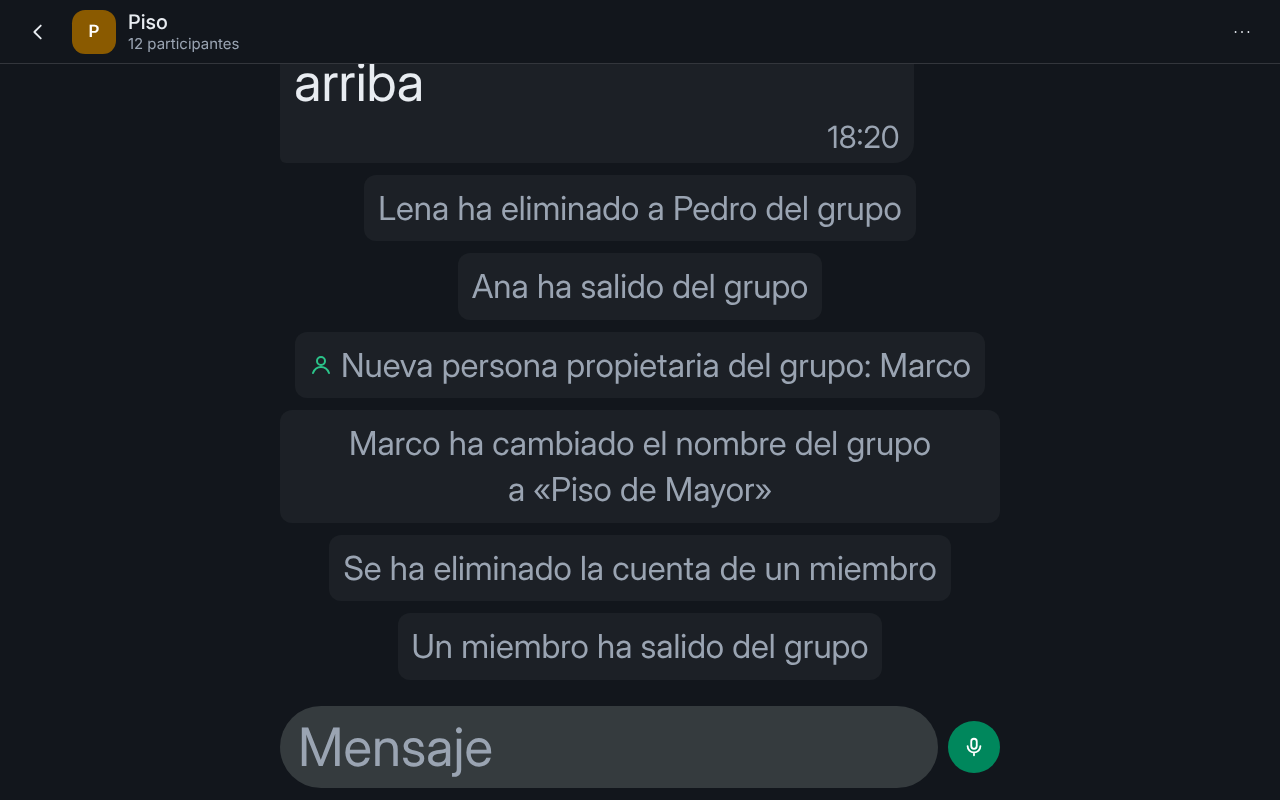 P
Piso
12 participantes
...
arriba
18:20
Lena ha eliminado a Pedro del grupo
Ana ha salido del grupo
Nueva persona propietaria del grupo: Marco
Marco ha cambiado el nombre del grupo
a «Piso de Mayor»
Se ha eliminado la cuenta de un miembro
Un miembro ha salido del grupo
Mensaje